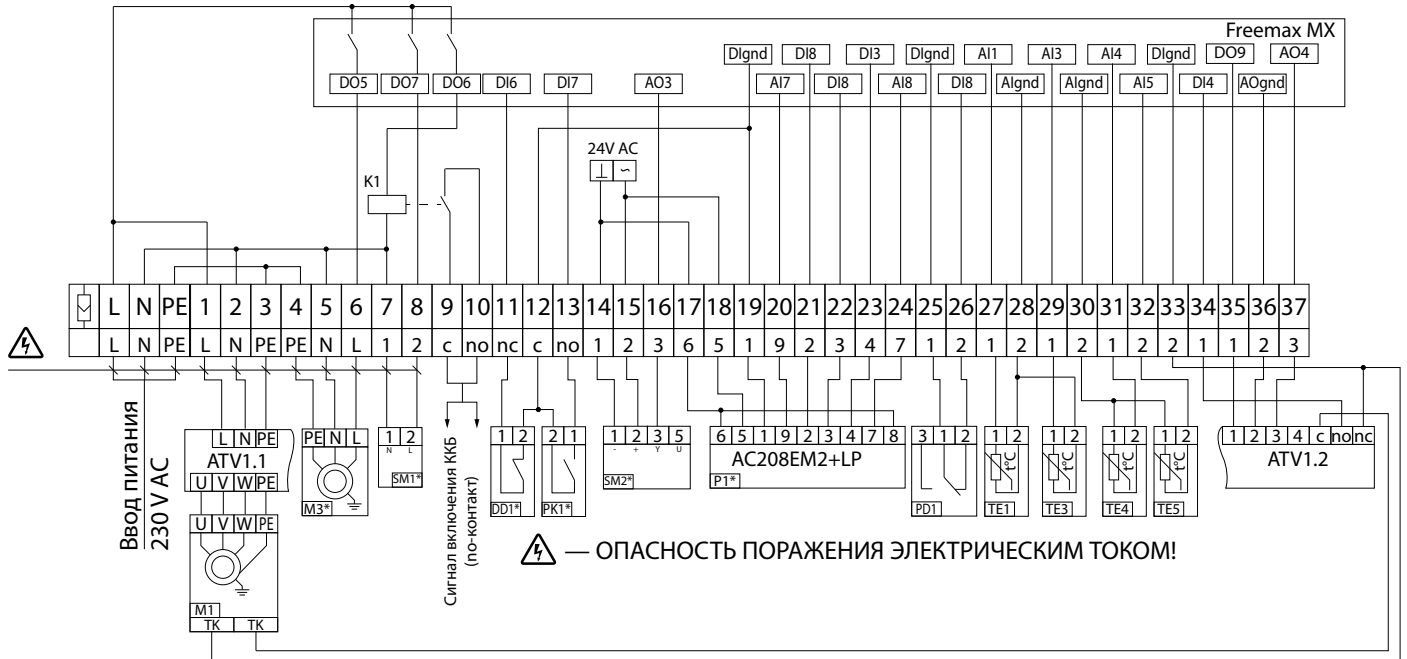 Freemax MX
DIgnd DI8 DI3 DIgnd AI1 AI3 AI4 DIgnd DO9 AO4
DO5 DO7 DO6 DI6 DI7 AO3 AI7 DI8 AI8 DI8 AIgnd AIgnd AI5 DI4 AOgnd
24V AC
K1
L N PE 1 2 3 4 5 6 7 8 9 10 11 12 13 14 15 16 17 18 19 20 21 22 23 24 25 26 27 28 29 30 31 32 33 34 35 36 37
L N PE L N PE PE N L 1 2 c no nc c no 1 2 3 6 5 1 9 2 3 4 7 1 2 1 2 1 2 1 2 2 1 1 2 3
Ввод питания
230 V AC
L N PE
ATV1.1
U V W PE
U V W PE
M1
TK TK
PE N L
M3*
1 2
N L
SM1*
Сигнал включения ККБ
(no-контакт)
1 2
DD1*
2 1
PK1*
1 2 3 5
- + Y U
SM2*
6 5 1 9 2 3 4 7 8
AC208EM2+LP
P1*
3 1 2
PD1
1 2
t°C
TE1
1 2
t°C
TE3
1 2
t°C
TE4
1 2
t°C
TE5
1 2 3 4 c no nc
ATV1.2
— ОПАСНОСТЬ ПОРАЖЕНИЯ ЭЛЕКТРИЧЕСКИМ ТОКОМ!